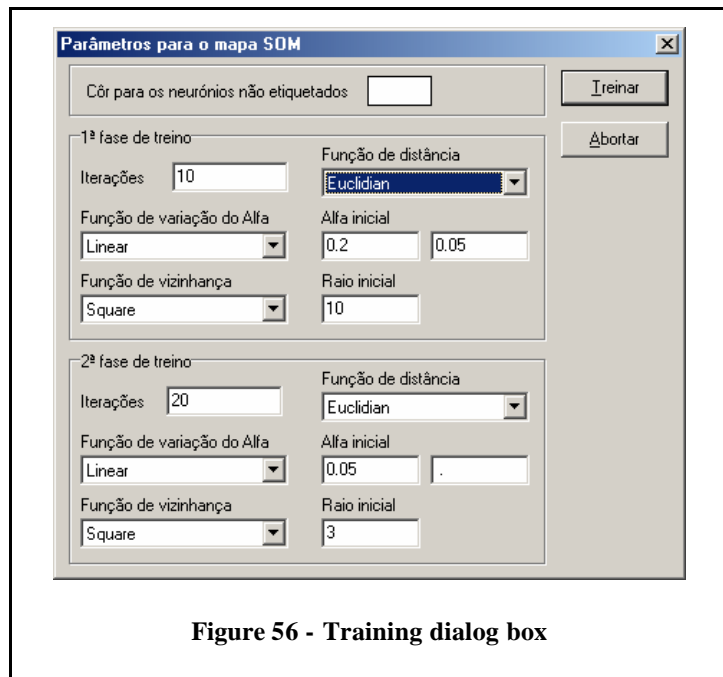 Parâmetros para o mapa SOM
Côr para os neurónios não etiquetados
Treinar
Abortar
1ª fase de treino
Iterações 10
Função de distância
Euclidian
Função de variação do Alfa
Linear
Alfa inicial
0.2 0.05
Função de vizinhança
Square
Raio inicial
10
2ª fase de treino
Iterações 20
Função de distância
Euclidian
Função de variação do Alfa
Linear
Alfa inicial
0.05 .
Função de vizinhança
Square
Raio inicial
3
Figure 56 - Training dialog box